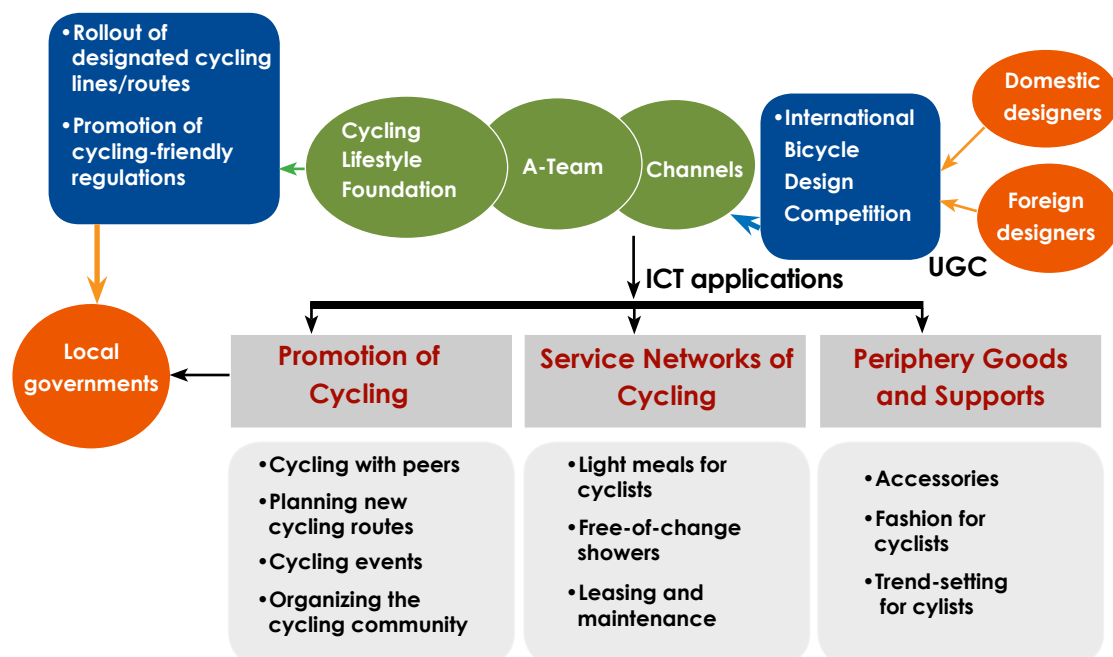 •Rollout of
designated cycling
lines/routes
•Promotion of
cycling-friendly
regulations
Cycling
Lifestyle
Foundation
A-Team
Channels
•International
Bicycle
Design
Competition
Domestic
designers
Foreign
designers
UGC
ICT applications
Local
governments
Promotion of
Cycling
Service Networks of
Cycling
Periphery Goods
and Supports
•Cycling with peers
•Planning new
cycling routes
•Cycling events
•Organizing the
cycling community
•Light meals for
cyclists
•Free-of-change
showers
•Leasing and
maintenance
•Accessories
•Fashion for
cyclists
•Trend-setting
for cylists